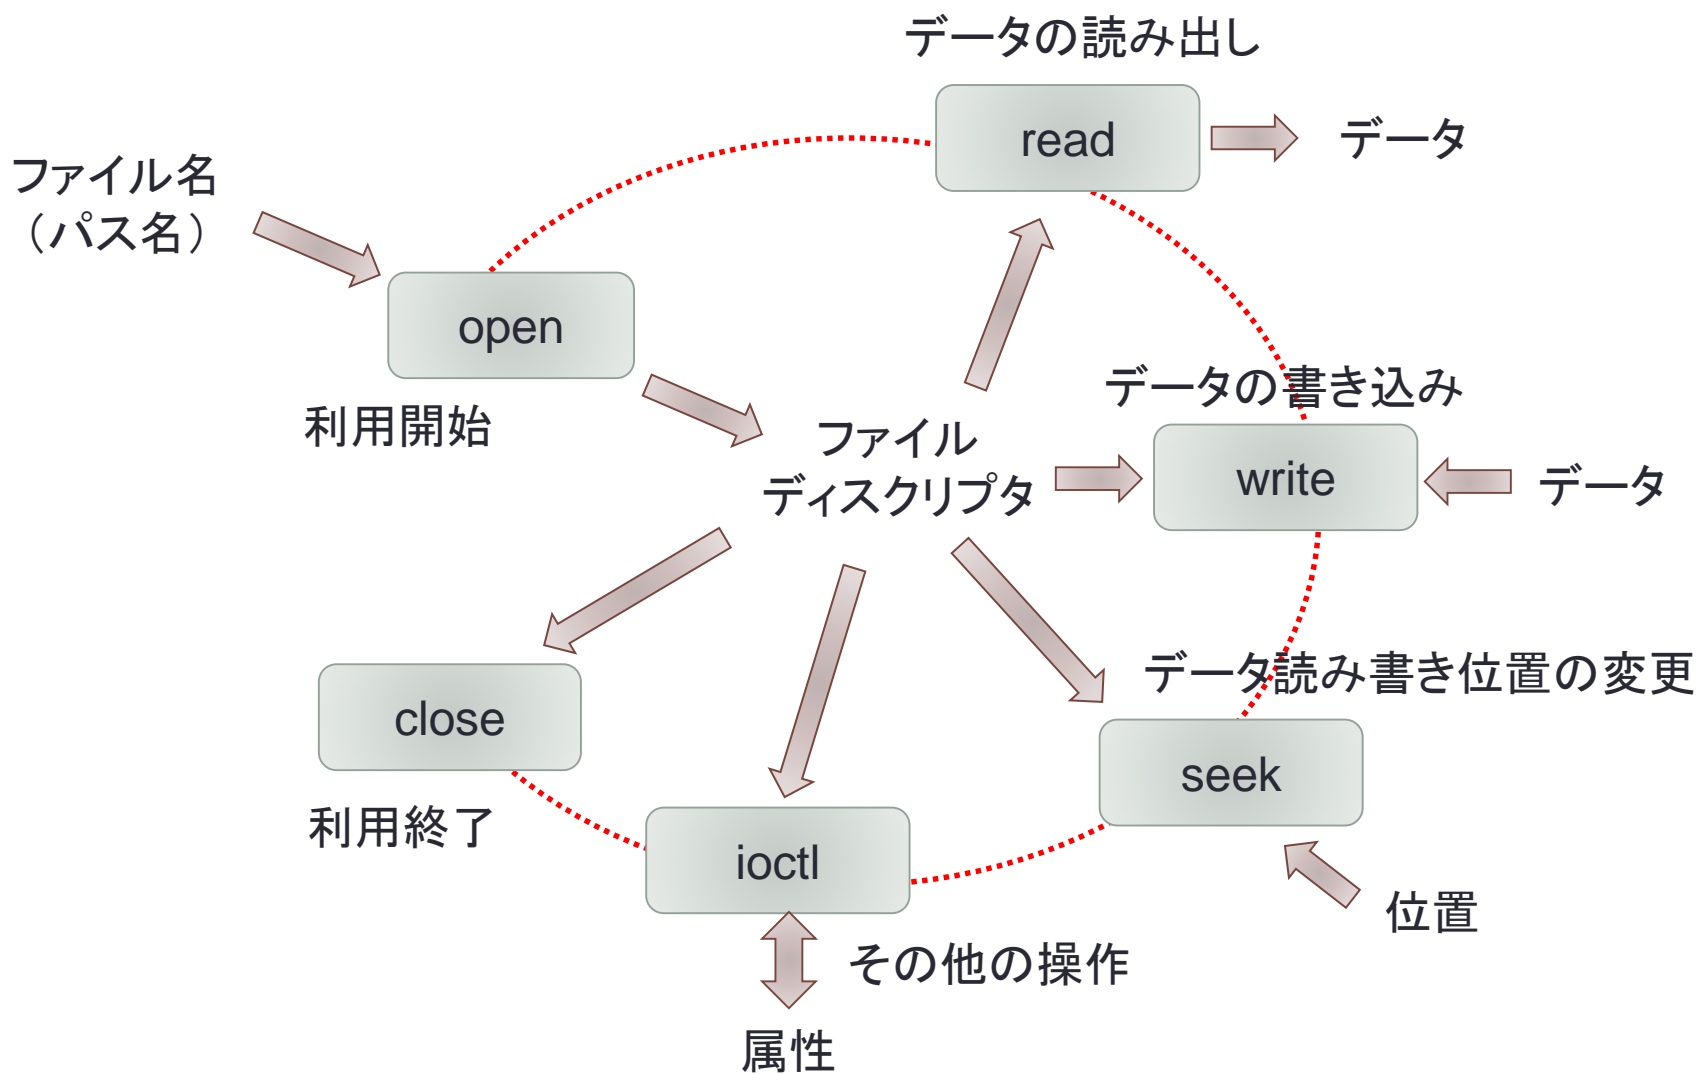 データの読み出し
read
データ
ファイル名
（パス名）
open
利用開始
データの書き込み
ファイル
ディスクリプタ
write
データ
データ読み書き位置の変更
close
seek
利用終了
ioctl
位置
その他の操作
属性